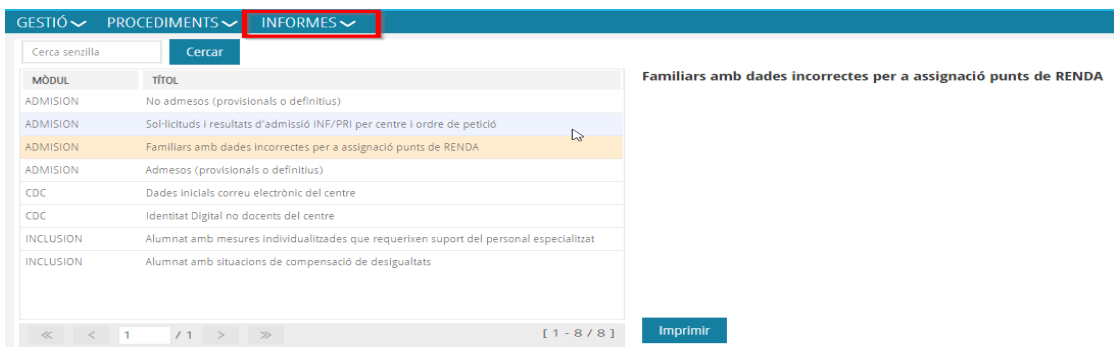 GESTIÓ PROCEDIMENTS INFORMES
Cerca senzilla Cercar
MÒDUL TÍTOL
ADMISION No admesos (provisionals o definitius)
ADMISION Sol·licituds i resultats d'admissió INF/PRI per centre i ordre de petició
ADMISION Familiars amb dades incorrectes per a assignació punts de RENDA
ADMISION Admesos (provisionals o definitius)
CDC Dades inicials correu electrònic del centre
CDC Identitat Digital no docents del centre
INCLUSION Alumnat amb mesures individualitzades que requerixen suport del personal especialitzat
INCLUSION Alumnat amb situacions de compensació de desigualtats
≪ < 1 / 1 > ≫ [ 1 - 8 / 8 ]
Familiars amb dades incorrectes per a assignació punts de RENDA
Imprimir